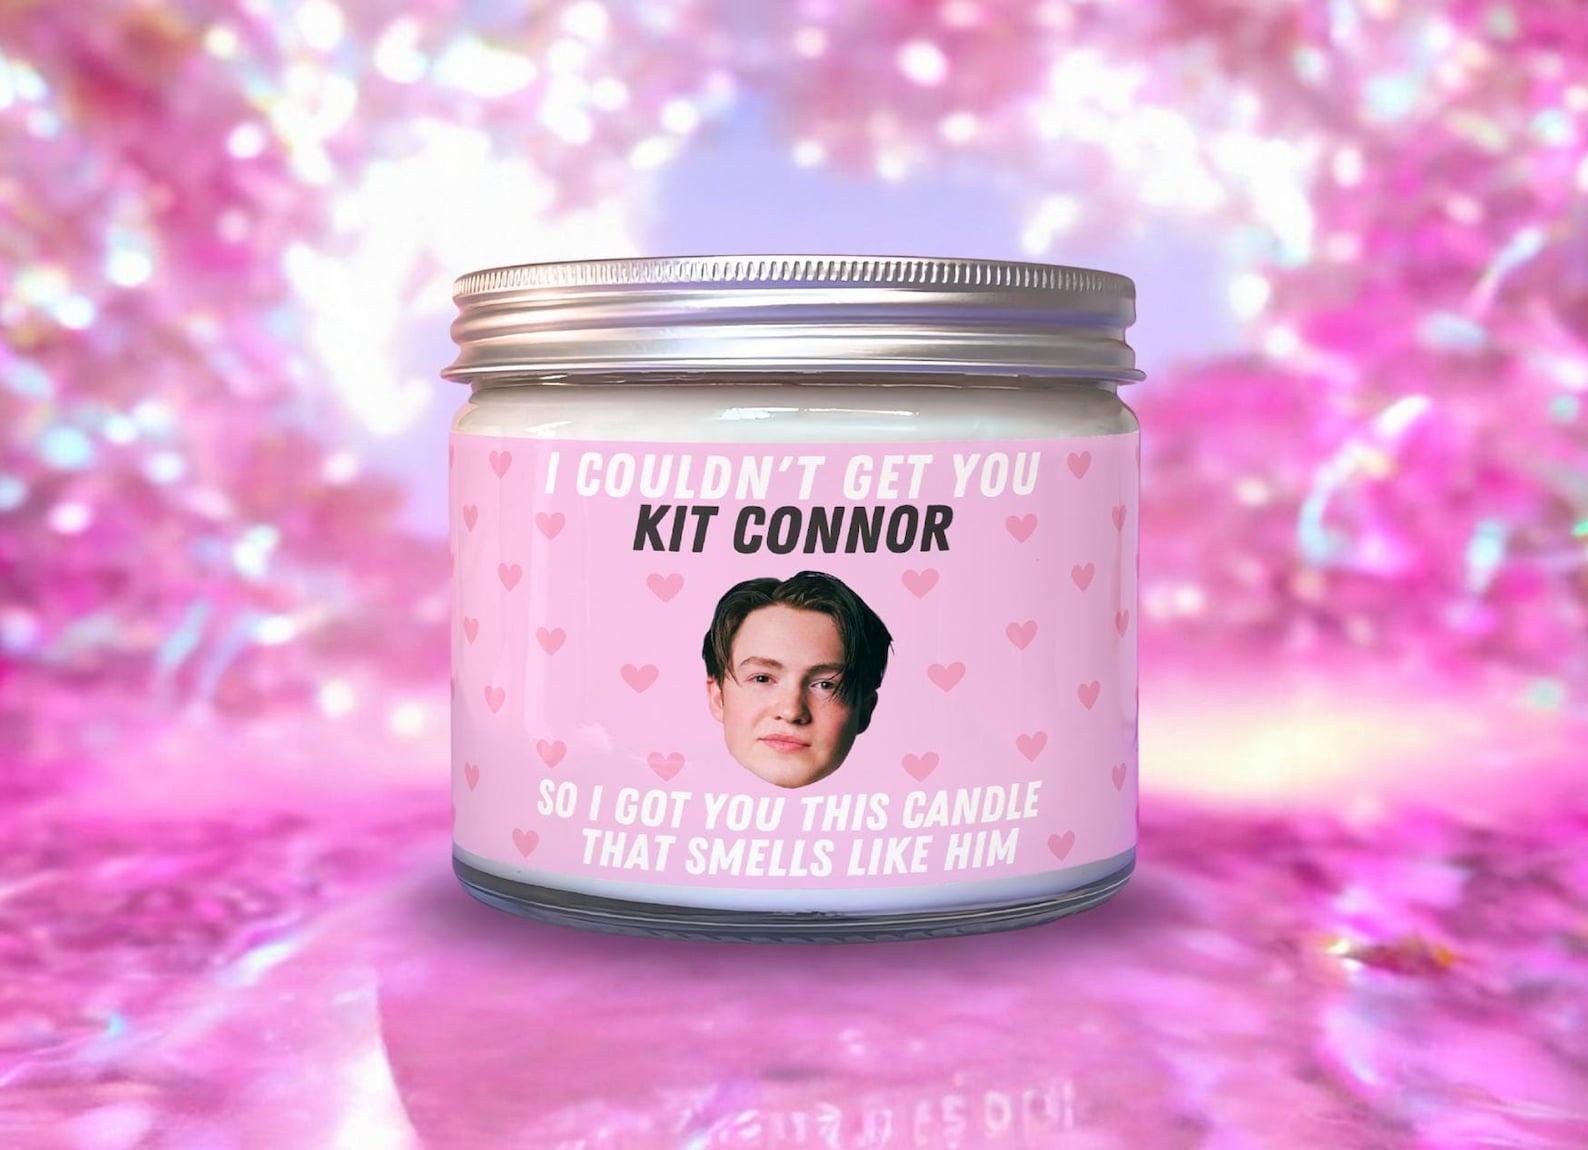 I COULDN'T GET YOU
KIT CONNOR
SO I GOT YOU THIS CANDLE
THAT SMELLS LIKE HIM